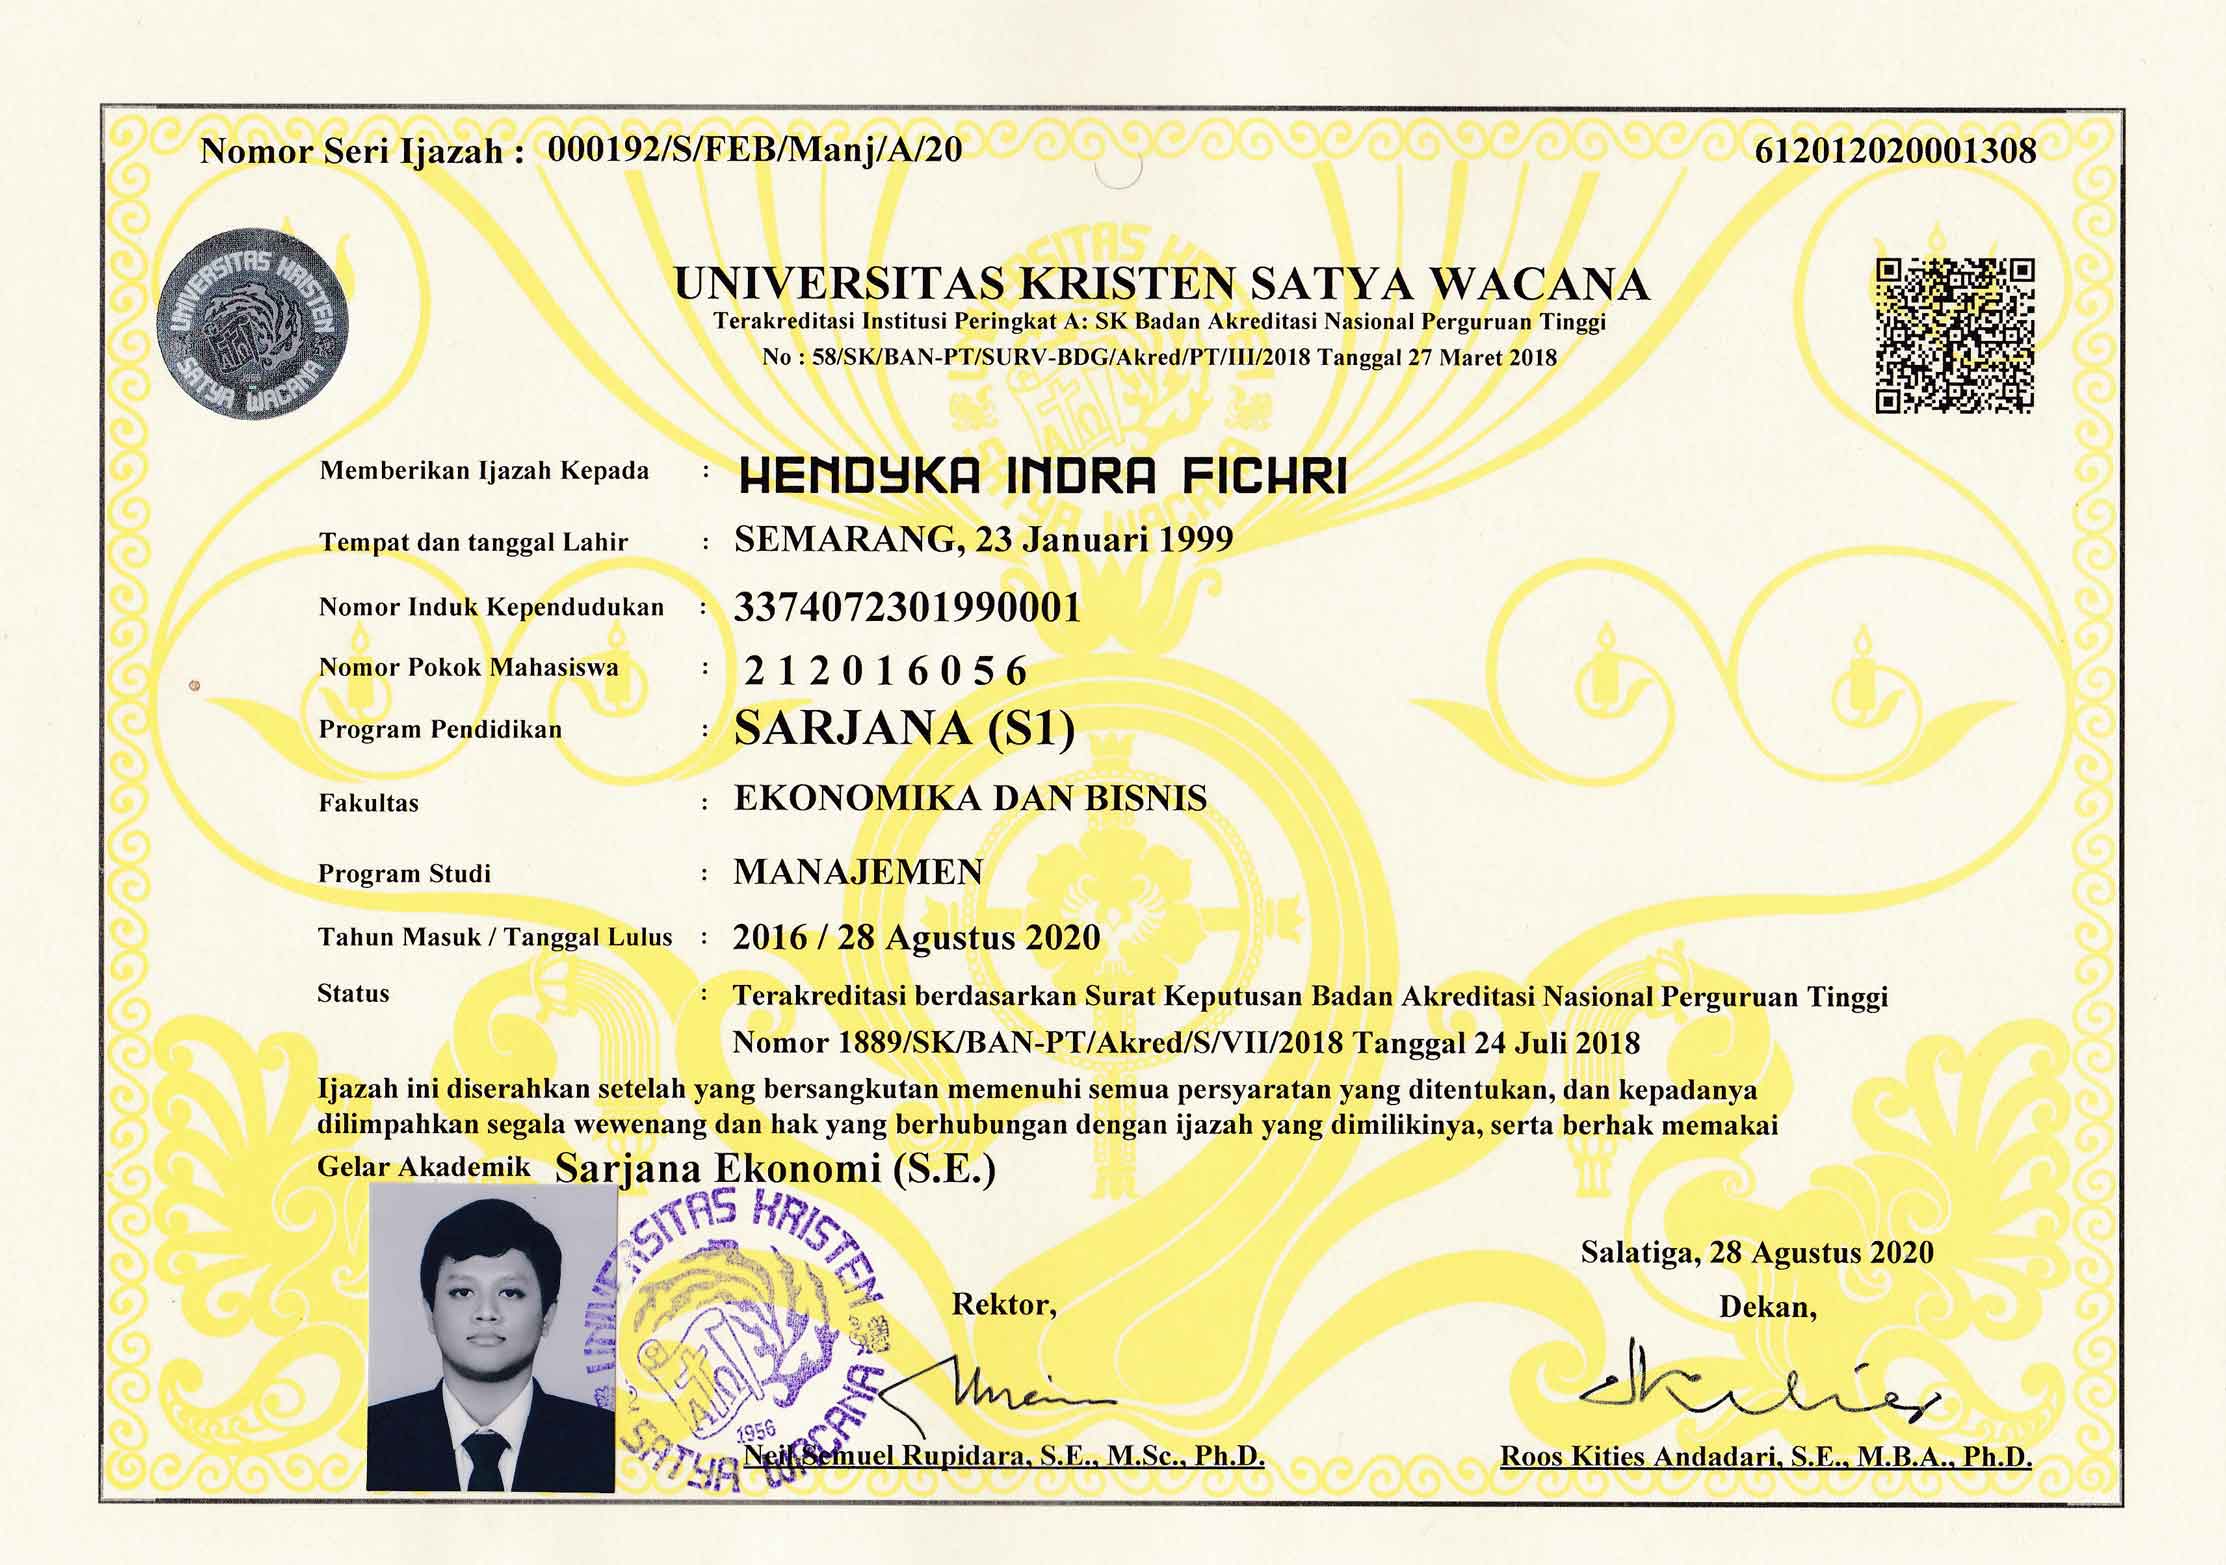 Nomor Seri Ijazah : 000192/S/FEB/Manj/A/20
612012020001308
UNIVERSITAS KRISTEN SATYA WACANA
UNIVERSITAS KRISTEN SATYA WACANA
Terakreditasi Institusi Peringkat A: SK Badan Akreditasi Nasional Perguruan Tinggi
No : 58/SK/BAN-PT/SURV-BDG/Akred/PT/III/2018 Tanggal 27 Maret 2018
Memberikan Ijazah Kepada : HENDYKA INDRA FICHRI
Tempat dan tanggal Lahir : SEMARANG, 23 Januari 1999
Nomor Induk Kependudukan : 3374072301990001
Nomor Pokok Mahasiswa : 2 1 2 0 1 6 0 5 6
Program Pendidikan : SARJANA (S1)
Fakultas : EKONOMIKA DAN BISNIS
Program Studi : MANAJEMEN
Tahun Masuk / Tanggal Lulus : 2016 / 28 Agustus 2020
Status : Terakreditasi berdasarkan Surat Keputusan Badan Akreditasi Nasional Perguruan Tinggi
Nomor 1889/SK/BAN-PT/Akred/S/VII/2018 Tanggal 24 Juli 2018
Ijazah ini diserahkan setelah yang bersangkutan memenuhi semua persyaratan yang ditentukan, dan kepadanya
dilimpahkan segala wewenang dan hak yang berhubungan dengan ijazah yang dimilikinya, serta berhak memakai
Gelar Akademik Sarjana Ekonomi (S.E.)
UNIVERSITAS KRISTEN SATYA WACANA
1956
Salatiga, 28 Agustus 2020
Rektor,
Dekan,
Neil Semuel Rupidara, S.E., M.Sc., Ph.D.
Roos Kities Andadari, S.E., M.B.A., Ph.D.